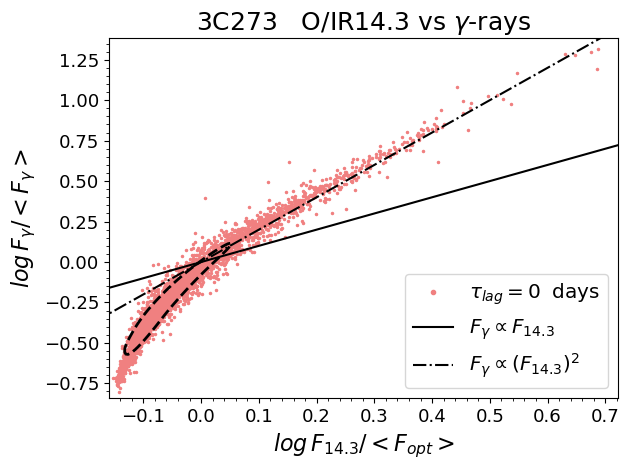 3C273 O/IR14.3 vs γ-rays
log F_γ/<F_γ>
1.25
1.00
0.75
0.50
0.25
0.00
−0.25
−0.50
−0.75
τ_lag = 0 days
F_γ ∝ F_14.3
F_γ ∝ (F_14.3)^2
−0.1 0.0 0.1 0.2 0.3 0.4 0.5 0.6 0.7
log F_14.3/<F_opt>